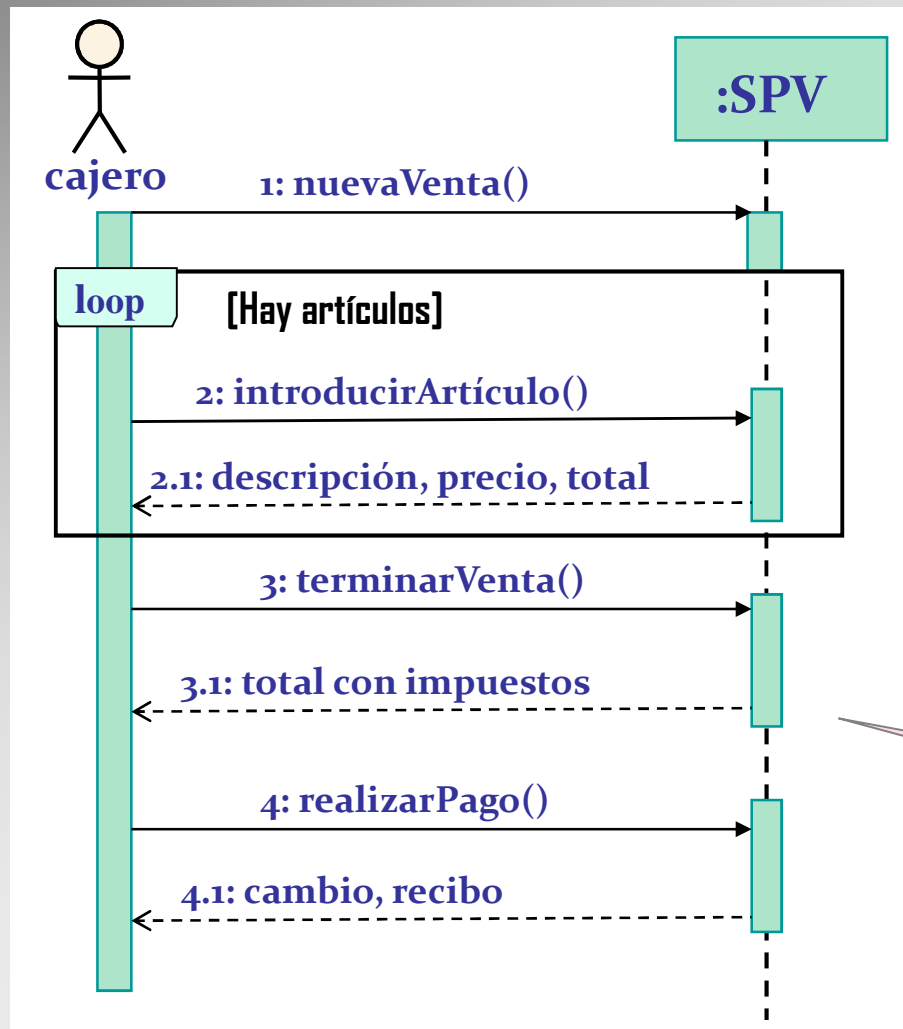 :SPV
cajero
1: nuevaVenta()
loop
[Hay artículos]
2: introducirArtículo()
2.1: descripción, precio, total
3: terminarVenta()
3.1: total con impuestos
4: realizarPago()
4.1: cambio, recibo